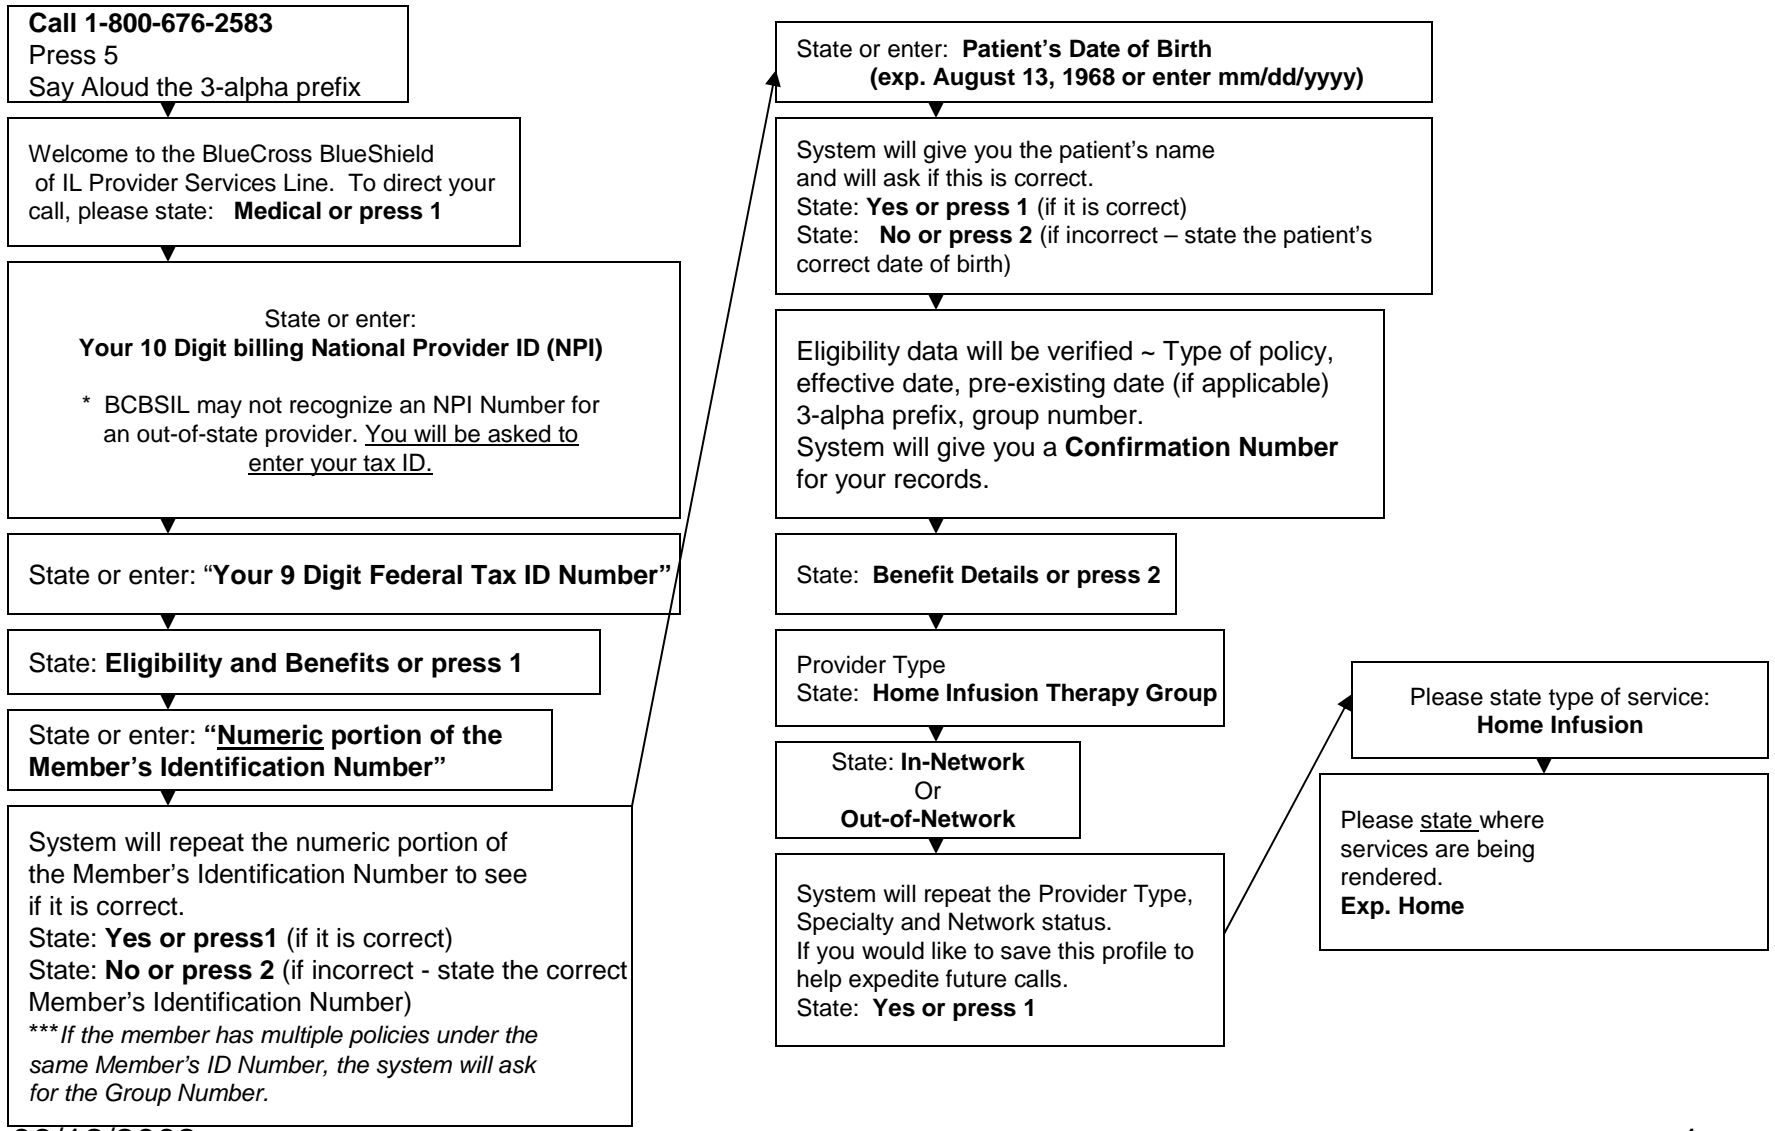 Call 1-800-676-2583
Press 5
Say Aloud the 3-alpha prefix
Welcome to the BlueCross BlueShield
of IL Provider Services Line. To direct your
call, please state: Medical or press 1
State or enter:
Your 10 Digit billing National Provider ID (NPI)
* BCBSIL may not recognize an NPI Number for
an out-of-state provider. You will be asked to
enter your tax ID.
State or enter: “Your 9 Digit Federal Tax ID Number”
State: Eligibility and Benefits or press 1
State or enter: “Numeric portion of the
Member’s Identification Number”
System will repeat the numeric portion of
the Member’s Identification Number to see
if it is correct.
State: Yes or press1 (if it is correct)
State: No or press 2 (if incorrect - state the correct
Member’s Identification Number)
***If the member has multiple policies under the
same Member’s ID Number, the system will ask
for the Group Number.
State or enter: Patient’s Date of Birth
(exp. August 13, 1968 or enter mm/dd/yyyy)
System will give you the patient’s name
and will ask if this is correct.
State: Yes or press 1 (if it is correct)
State: No or press 2 (if incorrect – state the patient’s
correct date of birth)
Eligibility data will be verified ~ Type of policy,
effective date, pre-existing date (if applicable)
3-alpha prefix, group number.
System will give you a Confirmation Number
for your records.
State: Benefit Details or press 2
Provider Type
State: Home Infusion Therapy Group
State: In-Network
Or
Out-of-Network
System will repeat the Provider Type,
Specialty and Network status.
If you would like to save this profile to
help expedite future calls.
State: Yes or press 1
Please state type of service:
Home Infusion
Please state where
services are being
rendered.
Exp. Home